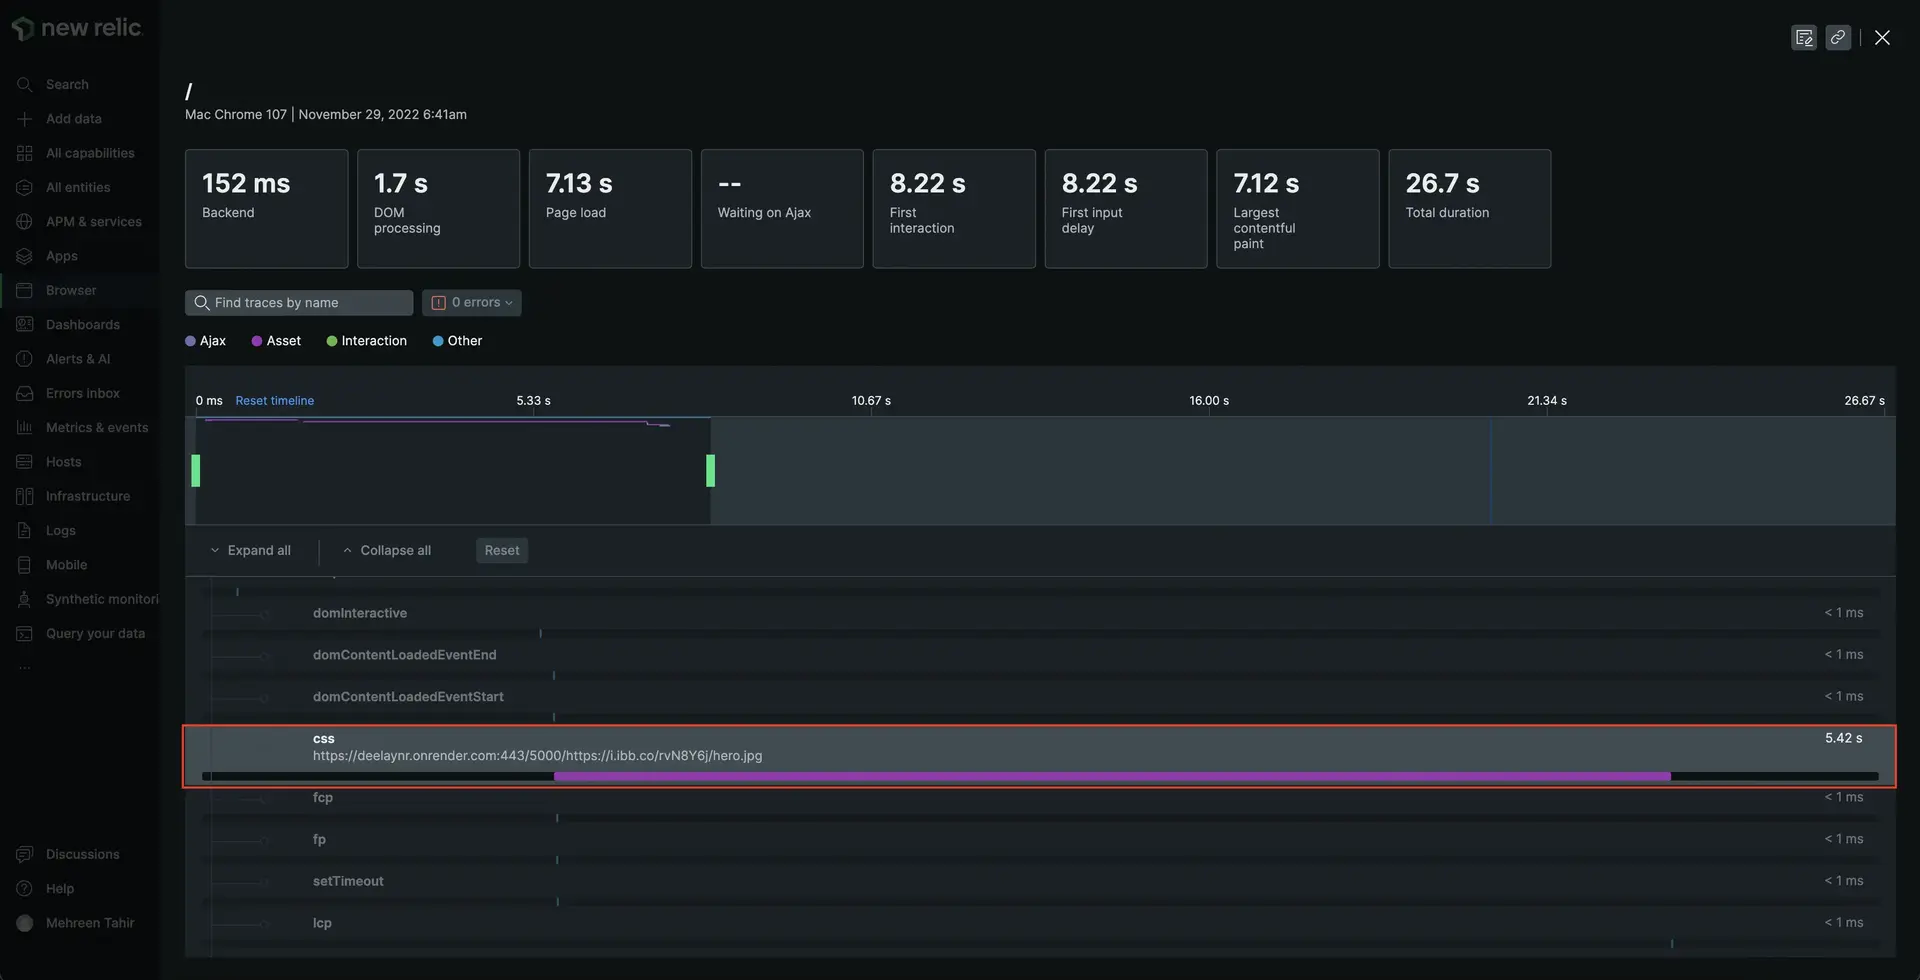 new relic
Search
Add data
All capabilities
All entities
APM & services
Apps
Browser
Dashboards
Alerts & AI
Errors inbox
Metrics & events
Hosts
Infrastructure
Logs
Mobile
Synthetic monitori
Query your data
...
Discussions
Help
Mehreen Tahir
/
Mac Chrome 107 | November 29, 2022 6:41am
152 ms
Backend
1.7 s
DOM
processing
7.13 s
Page load
--
Waiting on Ajax
8.22 s
First
interaction
8.22 s
First input
delay
7.12 s
Largest
contentful
paint
26.7 s
Total duration
Find traces by name
0 errors
Ajax Asset Interaction Other
0 ms Reset timeline 5.33 s 10.67 s 16.00 s 21.34 s 26.67 s
Expand all Collapse all Reset
domInteractive < 1 ms
domContentLoadedEventEnd < 1 ms
domContentLoadedEventStart < 1 ms
css 5.42 s
https://deelaynr.onrender.com:443/5000/https://i.ibb.co/rvN8Y6j/hero.jpg
fcp < 1 ms
fp < 1 ms
setTimeout < 1 ms
lcp < 1 ms